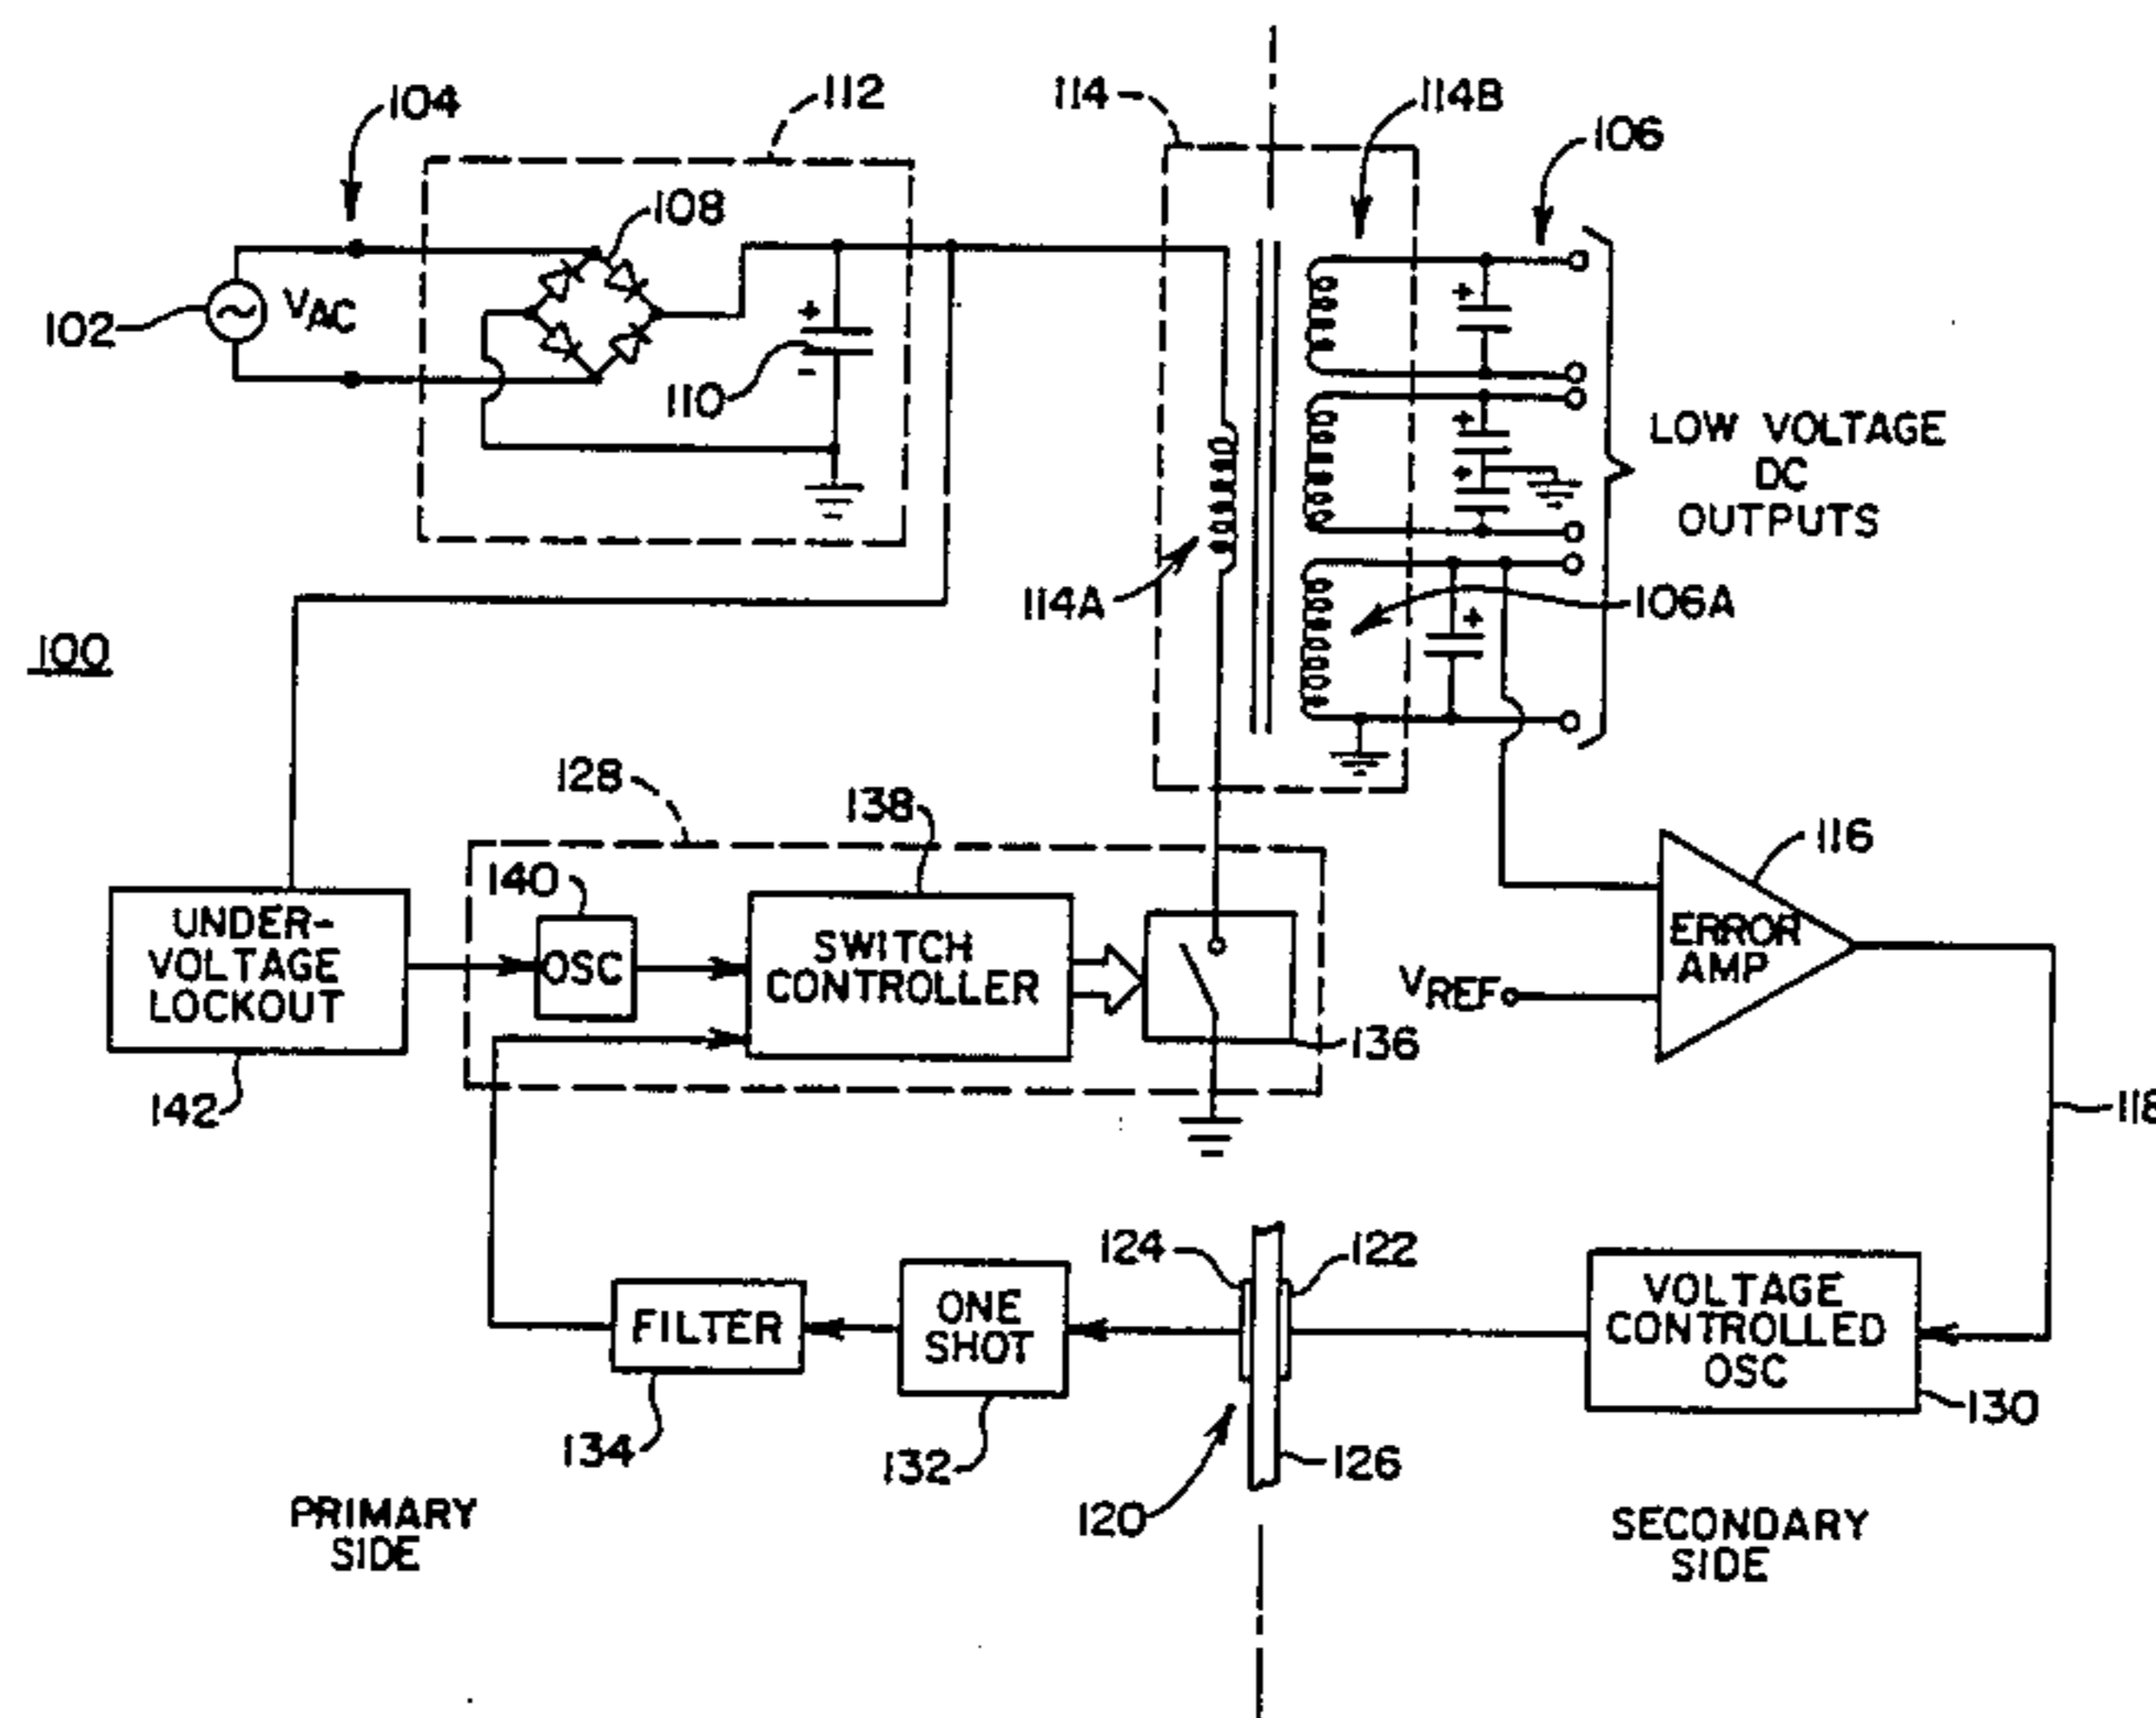 104
112
114
114B
106
108
102
VAC
+
110
-
+
+
+
LOW VOLTAGE
DC
OUTPUTS
114A
106A
+
100
128
138
116
140
UNDER-
VOLTAGE
LOCKOUT
OSC
SWITCH
CONTROLLER
ERROR
AMP
VREF
136
142
118
124
122
FILTER
ONE
SHOT
VOLTAGE
CONTROLLED
OSC
134
132
126
130
120
PRIMARY
SIDE
SECONDARY
SIDE